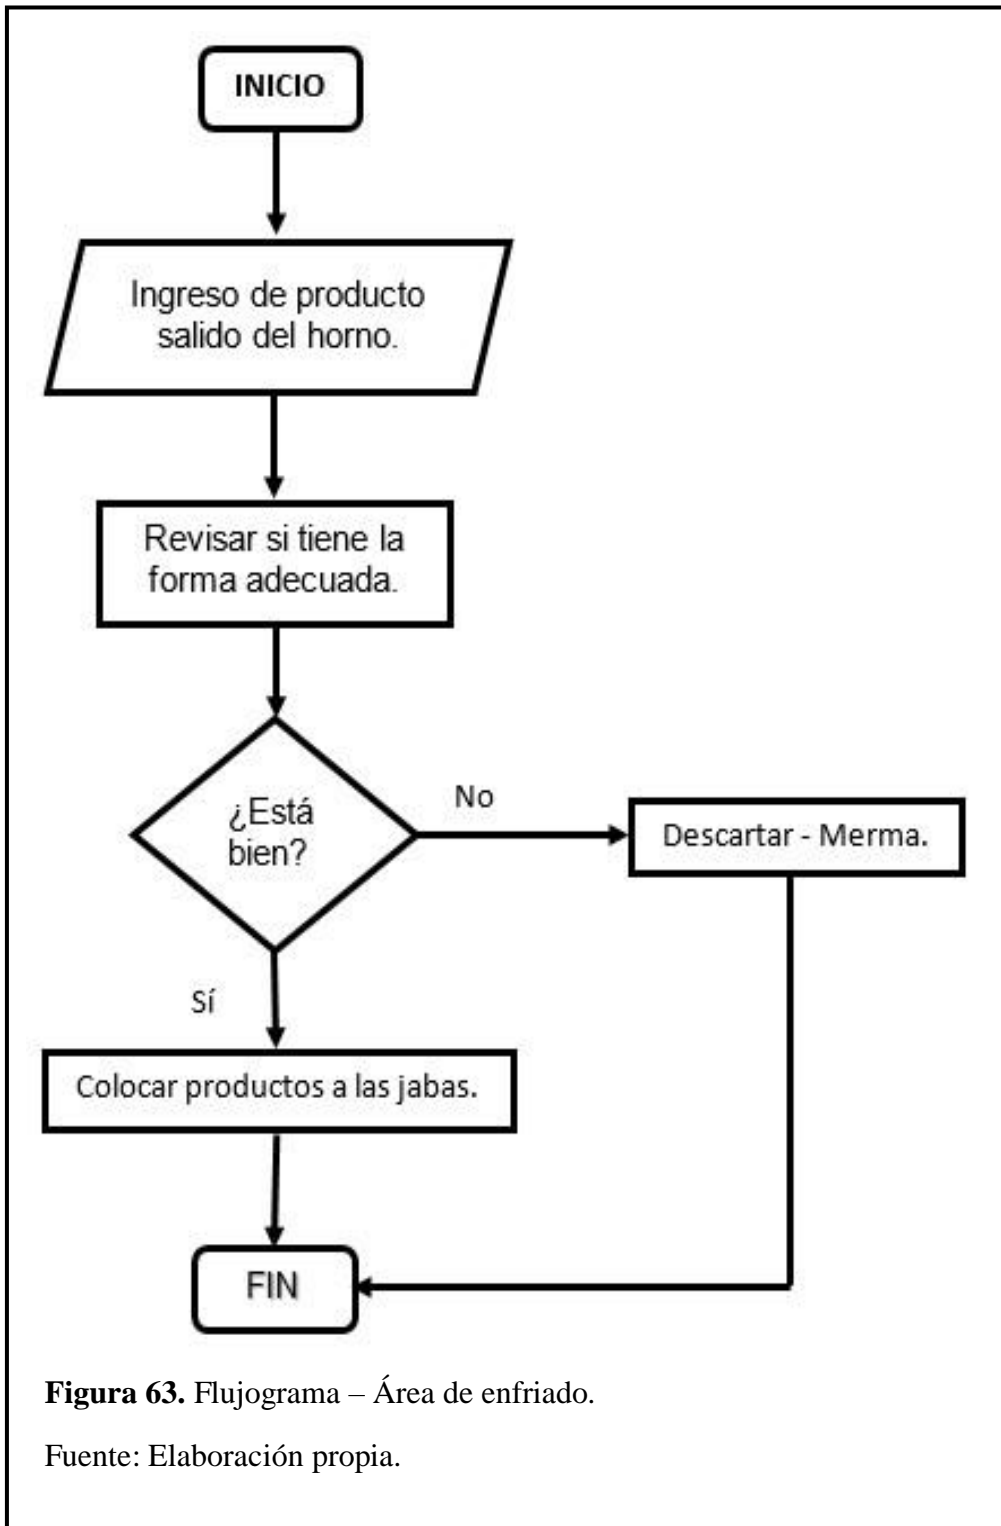 INICIO
Ingreso de producto
salido del horno.
Revisar si tiene la
forma adecuada.
¿Está
bien?
No
Descartar - Merma.
Sí
Colocar productos a las jabas.
FIN
Figura 63. Flujograma – Área de enfriado.
Fuente: Elaboración propia.